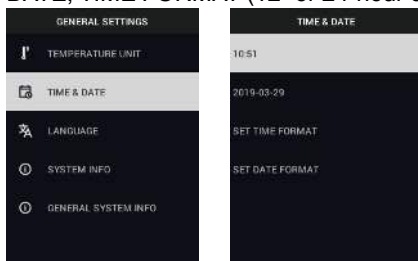 GENERAL SETTINGS
TEMPERATURE UNIT
TIME & DATE
LANGUAGE
SYSTEM INFO
GENERAL SYSTEM INFO
TIME & DATE
10:51
2019-03-29
SET TIME FORMAT
SET DATE FORMAT